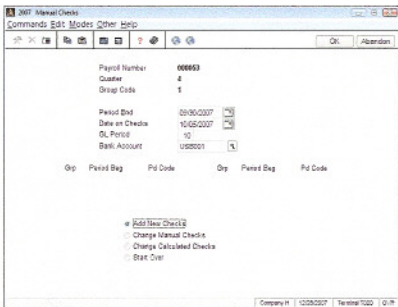 2007 Manual Checks
Commands Edit Modes Other Help
OK Abandon
Payroll Number 000053
Quarter 4
Group Code 1
Period End 09/30/2007
Date on Checks 10/05/2007
GL Period 10
Bank Account USB001
Grp Period Beg Pd Code Grp Period Beg Pd Code
Add New Checks
Change Manual Checks
Change Calculated Checks
Start Over
Company H 12/28/2007 Terminal T000 OVR